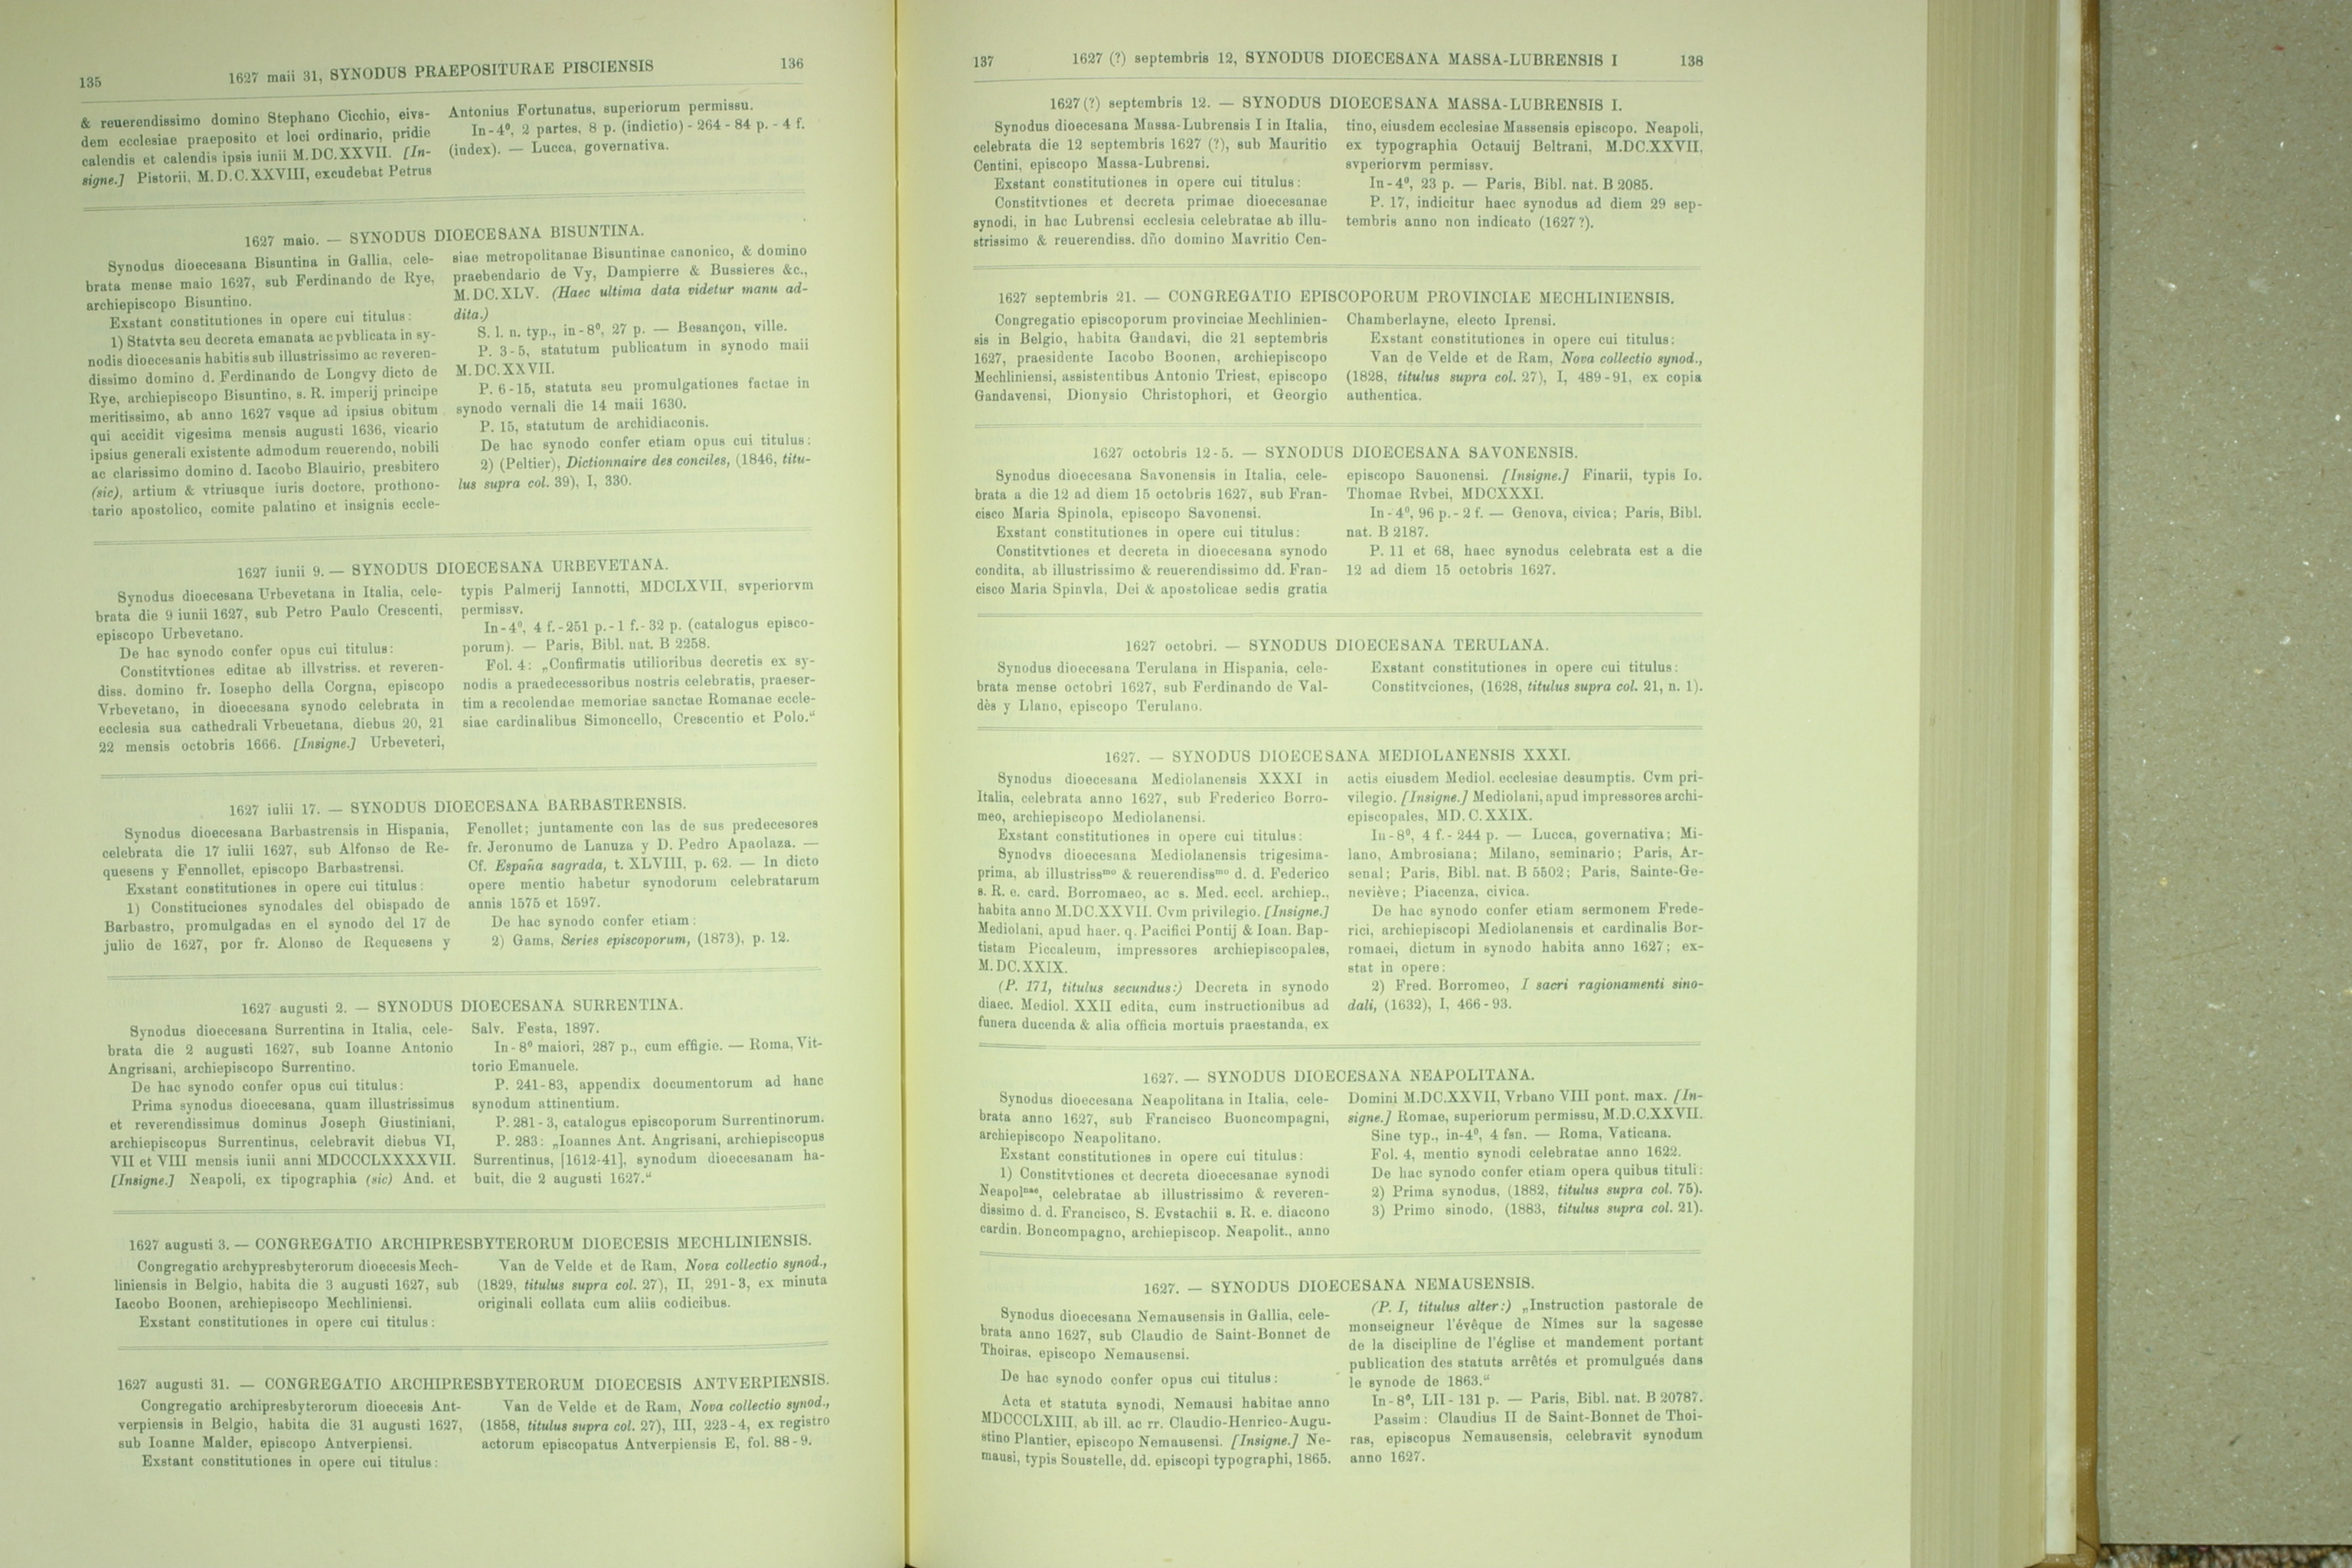 135
1627 maii 31, SYNODUS PRAEPOSITURAE PISCIENSIS
136
& reuerendissimo domino Stephano Cicchio, eivs-
dem ecclesiae praeposito et loci ordinario, pridie
calendis et calendis ipsis iunii M.DC.XXVII. [In-
signe.] Pistorii, M.D.C.XXVIII, excudebat Petrus
Antonius Fortunatus, superiorum permissu.
In-4⁰, 2 partes, 8 p. (indictio) - 264 - 84 p. - 4 f.
(index). — Lucca, governativa.
1627 maio. — SYNODUS DIOECESANA BISUNTINA.
Synodus dioecesana Bisuntina in Gallia, cele-
brata mense maio 1627, sub Ferdinando de Rye,
archiepiscopo Bisuntino.
Exstant constitutiones in opere cui titulus:
1) Statvta seu decreta emanata ac pvblicata in sy-
nodis dioecesanis habitis sub illustrissimo ac reveren-
dissimo domino d. Ferdinando de Longvy dicto de
Rye, archiepiscopo Bisuntino, s. R. imperij principe
meritissimo, ab anno 1627 vsque ad ipsius obitum
qui accidit vigesima mensis augusti 1636, vicario
ipsius generali existente admodum reuerendo, nobili
ac clarissimo domino d. Iacobo Blauirio, presbitero
(sic), artium & vtriusque iuris doctore, prothono-
tario apostolico, comite palatino et insignis eccle-
siae metropolitanae Bisuntinae canonico, & domino
praebendario de Vy, Dampierre & Bussieres &c.,
M.DC.XLV. (Haec ultima data videtur manu ad-
dita.)
S. l. n. typ., in-8⁰, 27 p. — Besançon, ville.
P. 3-5, statutum publicatum in synodo maii
M.DC.XXVII.
P. 6-15, statuta seu promulgationes factae in
synodo vernali die 14 maii 1630.
P. 15, statutum de archidiaconis.
De hac synodo confer etiam opus cui titulus:
2) (Peltier), Dictionnaire des conciles, (1846, titu-
lus supra col. 39), I, 330.
1627 iunii 9. — SYNODUS DIOECESANA URBEVETANA.
Synodus dioecesana Urbevetana in Italia, cele-
brata die 9 iunii 1627, sub Petro Paulo Crescenti,
episcopo Urbevetano.
De hac synodo confer opus cui titulus:
Constitvtiones editae ab illvstriss. et reveren-
diss. domino fr. Iosepho della Corgna, episcopo
Vrbevetano, in dioecesana synodo celebrata in
ecclesia sua cathedrali Vrbeuetana, diebus 20, 21
22 mensis octobris 1666. [Insigne.] Urbeveteri,
typis Palmerij Iannotti, MDCLXVII, svperiorvm
permissv.
In-4⁰, 4 f.-251 p.-1 f.-32 p. (catalogus episco-
porum). — Paris, Bibl. nat. B 2258.
Fol. 4: „Confirmatis utilioribus decretis ex sy-
nodis a praedecessoribus nostris celebratis, praeser-
tim a recolendae memoriae sanctae Romanae eccle-
siae cardinalibus Simoncello, Crescentio et Polo.“
1627 iulii 17. — SYNODUS DIOECESANA BARBASTRENSIS.
Synodus dioecesana Barbastrensis in Hispania,
celebrata die 17 iulii 1627, sub Alfonso de Re-
quesens y Fennollet, episcopo Barbastrensi.
Exstant constitutiones in opere cui titulus:
1) Constituciones synodales del obispado de
Barbastro, promulgadas en el synodo del 17 de
julio de 1627, por fr. Alonso de Requesens y
Fenollet; juntamente con las de sus predecesores
fr. Jeronumo de Lanuza y D. Pedro Apaolaza. —
Cf. España sagrada, t. XLVIII, p. 62. — In dicto
opere mentio habetur synodorum celebratarum
annis 1575 et 1597.
De hac synodo confer etiam:
2) Gams, Series episcoporum, (1873), p. 12.
1627 augusti 2. — SYNODUS DIOECESANA SURRENTINA.
Synodus dioecesana Surrentina in Italia, cele-
brata die 2 augusti 1627, sub Ioanne Antonio
Angrisani, archiepiscopo Surrentino.
De hac synodo confer opus cui titulus:
Prima synodus dioecesana, quam illustrissimus
et reverendissimus dominus Joseph Giustiniani,
archiepiscopus Surrentinus, celebravit diebus VI,
VII et VIII mensis iunii anni MDCCCLXXXXVII.
[Insigne.] Neapoli, ex tipographia (sic) And. et
Salv. Festa, 1897.
In-8⁰ maiori, 287 p., cum effigie. — Roma, Vit-
torio Emanuele.
P. 241-83, appendix documentorum ad hanc
synodum attinentium.
P. 281-3, catalogus episcoporum Surrentinorum.
P. 283: „Ioannes Ant. Angrisani, archiepiscopus
Surrentinus, [1612-41], synodum dioecesanam ha-
buit, die 2 augusti 1627.“
1627 augusti 3. — CONGREGATIO ARCHIPRESBYTERORUM DIOECESIS MECHLINIENSIS.
Congregatio archypresbyterorum dioecesis Mech-
liniensis in Belgio, habita die 3 augusti 1627, sub
Iacobo Boonen, archiepiscopo Mechliniensi.
Exstant constitutiones in opere cui titulus:
Van de Velde et de Ram, Nova collectio synod.,
(1829, titulus supra col. 27), II, 291-3, ex minuta
originali collata cum aliis codicibus.
1627 augusti 31. — CONGREGATIO ARCHIPRESBYTERORUM DIOECESIS ANTVERPIENSIS.
Congregatio archipresbyterorum dioecesis Ant-
verpiensis in Belgio, habita die 31 augusti 1627,
sub Ioanne Malder, episcopo Antverpiensi.
Exstant constitutiones in opere cui titulus:
Van de Velde et de Ram, Nova collectio synod.,
(1858, titulus supra col. 27), III, 223-4, ex registro
actorum episcopatus Antverpiensis E, fol. 88-9.
137
1627 (?) septembris 12, SYNODUS DIOECESANA MASSA-LUBRENSIS I
138
1627 (?) septembris 12. — SYNODUS DIOECESANA MASSA-LUBRENSIS I.
Synodus dioecesana Massa-Lubrensis I in Italia,
celebrata die 12 septembris 1627 (?), sub Mauritio
Centini, episcopo Massa-Lubrensi.
Exstant constitutiones in opere cui titulus:
Constitvtiones et decreta primae dioecesanae
synodi, in hac Lubrensi ecclesia celebratae ab illu-
strissimo & reuerendiss. dño domino Mavritio Cen-
tino, eiusdem ecclesiae Massensis episcopo. Neapoli,
ex typographia Octauij Beltrani, M.DC.XXVII,
svperiorvm permissv.
In-4⁰, 23 p. — Paris, Bibl. nat. B 2085.
P. 17, indicitur haec synodus ad diem 29 sep-
tembris anno non indicato (1627?).
1627 septembris 21. — CONGREGATIO EPISCOPORUM PROVINCIAE MECHLINIENSIS.
Congregatio episcoporum provinciae Mechlinien-
sis in Belgio, habita Gandavi, die 21 septembris
1627, praesidente Iacobo Boonen, archiepiscopo
Mechliniensi, assistentibus Antonio Triest, episcopo
Gandavensi, Dionysio Christophori, et Georgio
Chamberlayne, electo Iprensi.
Exstant constitutiones in opere cui titulus:
Van de Velde et de Ram, Nova collectio synod.,
(1828, titulus supra col. 27), I, 489-91, ex copia
authentica.
1627 octobris 12-5. — SYNODUS DIOECESANA SAVONENSIS.
Synodus dioecesana Savonensis in Italia, cele-
brata a die 12 ad diem 15 octobris 1627, sub Fran-
cisco Maria Spinola, episcopo Savonensi.
Exstant constitutiones in opere cui titulus:
Constitvtiones et decreta in dioecesana synodo
condita, ab illustrissimo & reuerendissimo dd. Fran-
cisco Maria Spinvla, Dei & apostolicae sedis gratia
episcopo Sauonensi. [Insigne.] Finarii, typis Io.
Thomae Rvbei, MDCXXXI.
In-4⁰, 96 p.- 2 f. — Genova, civica; Paris, Bibl.
nat. B 2187.
P. 11 et 68, haec synodus celebrata est a die
12 ad diem 15 octobris 1627.
1627 octobri. — SYNODUS DIOECESANA TERULANA.
Synodus dioecesana Terulana in Hispania, cele-
brata mense octobri 1627, sub Ferdinando de Val-
dès y Llano, episcopo Terulano.
Exstant constitutiones in opere cui titulus:
Constitvciones, (1628, titulus supra col. 21, n. 1).
1627. — SYNODUS DIOECESANA MEDIOLANENSIS XXXI.
Synodus dioecesana Mediolanensis XXXI in
Italia, celebrata anno 1627, sub Frederico Borro-
meo, archiepiscopo Mediolanensi.
Exstant constitutiones in opere cui titulus:
Synodvs dioecesana Mediolanensis trigesima-
prima, ab illustrissᵐᵒ & reuerendissᵐᵒ d. d. Federico
s. R. e. card. Borromaeo, ac s. Med. eccl. archiep.,
habita anno M.DC.XXVII. Cvm privilegio. [Insigne.]
Mediolani, apud haer. q. Pacifici Pontij & Ioan. Bap-
tistam Piccaleum, impressores archiepiscopales,
M.DC.XXIX.
(P. 171, titulus secundus:) Decreta in synodo
diaec. Mediol. XXII edita, cum instructionibus ad
funera ducenda & alia officia mortuis praestanda, ex
actis eiusdem Mediol. ecclesiae desumptis. Cvm pri-
vilegio. [Insigne.] Mediolani, apud impressores archi-
episcopales, MD.C.XXIX.
In-8⁰, 4 f.- 244 p. — Lucca, governativa; Mi-
lano, Ambrosiana; Milano, seminario; Paris, Ar-
senal; Paris, Bibl. nat. B 5502; Paris, Sainte-Ge-
neviève; Piacenza, civica.
De hac synodo confer etiam sermonem Frede-
rici, archiepiscopi Mediolanensis et cardinalis Bor-
romaei, dictum in synodo habita anno 1627; ex-
stat in opere:
2) Fred. Borromeo, I sacri ragionamenti sino-
dali, (1632), I, 466-93.
1627. — SYNODUS DIOECESANA NEAPOLITANA.
Synodus dioecesana Neapolitana in Italia, cele-
brata anno 1627, sub Francisco Buoncompagni,
archiepiscopo Neapolitano.
Exstant constitutiones in opere cui titulus:
1) Constitvtiones et decreta dioecesanae synodi
Neapolⁿᵃᵉ, celebratae ab illustrissimo & reveren-
dissimo d. d. Francisco, S. Evstachii s. R. e. diacono
cardin. Boncompagno, archiepiscop. Neapolit., anno
Domini M.DC.XXVII, Vrbano VIII pont. max. [In-
signe.] Romae, superiorum permissu, M.D.C.XXVII.
Sine typ., in-4⁰, 4 fsn. — Roma, Vaticana.
Fol. 4, mentio synodi celebratae anno 1622.
De hac synodo confer etiam opera quibus tituli:
2) Prima synodus, (1882, titulus supra col. 75).
3) Primo sinodo, (1883, titulus supra col. 21).
1627. — SYNODUS DIOECESANA NEMAUSENSIS.
Synodus dioecesana Nemausensis in Gallia, cele-
brata anno 1627, sub Claudio de Saint-Bonnet de
Thoiras, episcopo Nemausensi.
De hac synodo confer opus cui titulus:
Acta et statuta synodi, Nemausi habitae anno
MDCCCLXIII, ab ill. ac rr. Claudio-Henrico-Augu-
stino Plantier, episcopo Nemausensi. [Insigne.] Ne-
mausi, typis Soustelle, dd. episcopi typographi, 1865.
(P. I, titulus alter:) „Instruction pastorale de
monseigneur l'évêque de Nîmes sur la sagesse
de la discipline de l'église et mandement portant
publication des statuts arrêtés et promulgués dans
le synode de 1863.“
In-8⁰, LII-131 p. — Paris, Bibl. nat. B 20787.
Passim: Claudius II de Saint-Bonnet de Thoi-
ras, episcopus Nemausensis, celebravit synodum
anno 1627.